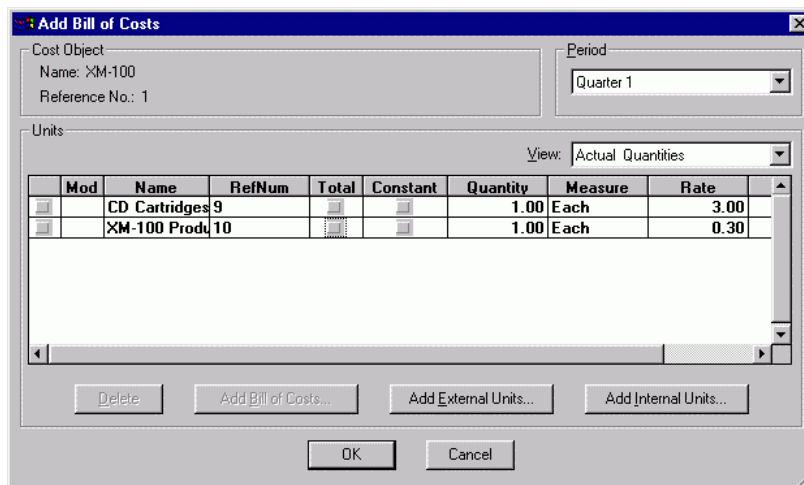 Add Bill of Costs
Cost Object
Name: XM-100
Reference No.: 1
Period
Quarter 1
Units
View: Actual Quantities
Mod Name RefNum Total Constant Quantity Measure Rate
CD Cartridges 9 1.00 Each 3.00
XM-100 Produ 10 1.00 Each 0.30
Delete Add Bill of Costs... Add External Units... Add Internal Units...
OK Cancel